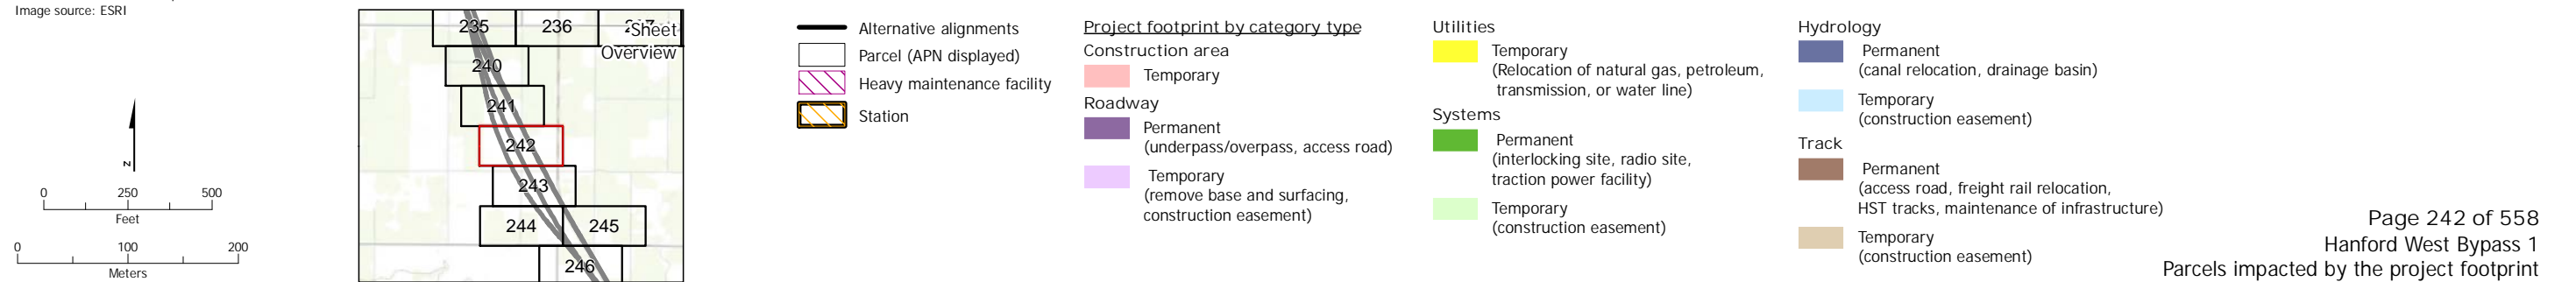 Image source: ESRI
N
0 250 500
Feet
0 100 200
Meters
235 236
Sheet
Overview
240
241
242
243
244 245
246
Alternative alignments
Parcel (APN displayed)
Heavy maintenance facility
Station
Project footprint by category type
Construction area
Temporary
Roadway
Permanent
(underpass/overpass, access road)
Temporary
(remove base and surfacing,
construction easement)
Utilities
Temporary
(Relocation of natural gas, petroleum,
transmission, or water line)
Systems
Permanent
(interlocking site, radio site,
traction power facility)
Temporary
(construction easement)
Hydrology
Permanent
(canal relocation, drainage basin)
Temporary
(construction easement)
Track
Permanent
(access road, freight rail relocation,
HST tracks, maintenance of infrastructure)
Temporary
(construction easement)
Page 242 of 558
Hanford West Bypass 1
Parcels impacted by the project footprint